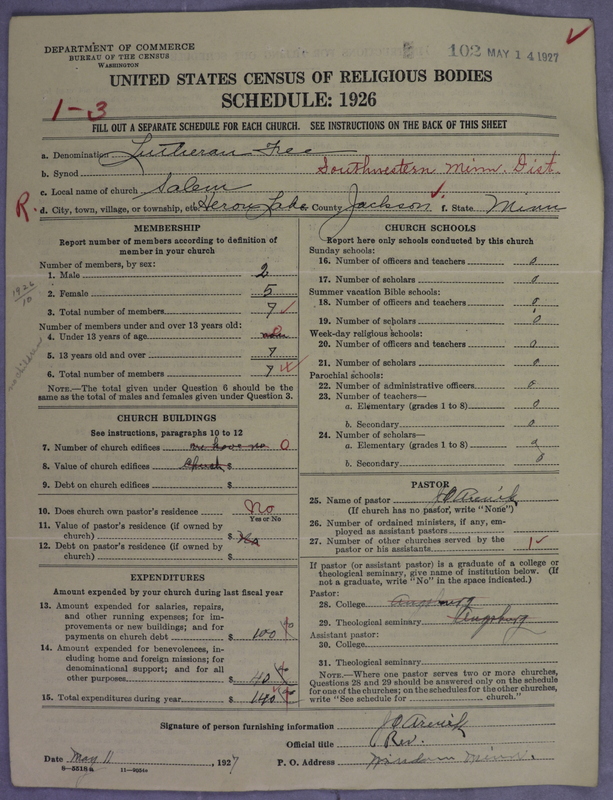 DEPARTMENT OF COMMERCE
BUREAU OF THE CENSUS
WASHINGTON
102 MAY 14 1927
UNITED STATES CENSUS OF RELIGIOUS BODIES
SCHEDULE: 1926
1-3
FILL OUT A SEPARATE SCHEDULE FOR EACH CHURCH. SEE INSTRUCTIONS ON THE BACK OF THIS SHEET
a. Denomination Lutheran Free
b. Synod Southwestern Minn. Dist.
c. Local name of church Salem
R. d. City, town, village, or township, etc. Heron Lake e. County Jackson f. State Minn
MEMBERSHIP
Report number of members according to definition of member in your church
Number of members, by sex:
1. Male 2
2. Female 5
3. Total number of members 7
1926
10
Number of members under and over 13 years old:
4. Under 13 years of age 0
5. 13 years old and over 7
6. Total number of members 7
no children
NOTE.—The total given under Question 6 should be the same as the total of males and females given under Question 3.
CHURCH BUILDINGS
See instructions, paragraphs 10 to 12
7. Number of church edifices we have no 0
8. Value of church edifices church $
9. Debt on church edifices $
10. Does church own pastor's residence No
Yes or No
11. Value of pastor's residence (if owned by church) $ No
12. Debt on pastor's residence (if owned by church) $
EXPENDITURES
Amount expended by your church during last fiscal year
13. Amount expended for salaries, repairs, and other running expenses; for improvements or new buildings; and for payments on church debt $ 100
14. Amount expended for benevolences, including home and foreign missions; for denominational support; and for all other purposes $ 40
15. Total expenditures during year $ 140
CHURCH SCHOOLS
Report here only schools conducted by this church
Sunday schools:
16. Number of officers and teachers 0
17. Number of scholars 0
Summer vacation Bible schools:
18. Number of officers and teachers 0
19. Number of scholars 0
Week-day religious schools:
20. Number of officers and teachers 0
21. Number of scholars 0
Parochial schools:
22. Number of administrative officers 0
23. Number of teachers—
a. Elementary (grades 1 to 8) 0
b. Secondary 0
24. Number of scholars—
a. Elementary (grades 1 to 8) 0
b. Secondary 0
PASTOR
25. Name of pastor
(If church has no pastor, write "None")
26. Number of ordained ministers, if any, employed as assistant pastors
27. Number of other churches served by the pastor or his assistants 1
If pastor (or assistant pastor) is a graduate of a college or theological seminary, give name of institution below. (If not a graduate, write "No" in the space indicated.)
Pastor:
28. College Augsburg
29. Theological seminary Augsburg
Assistant pastor:
30. College
31. Theological seminary
NOTE.—Where one pastor serves two or more churches, Questions 28 and 29 should be answered only on the schedule for one of the churches; on the schedules for the other churches, write "See schedule for church."
Signature of person furnishing information
Official title Rev.
Date May 11, 1927 P. O. Address Windom Minn.
8-5518a 11-9954a